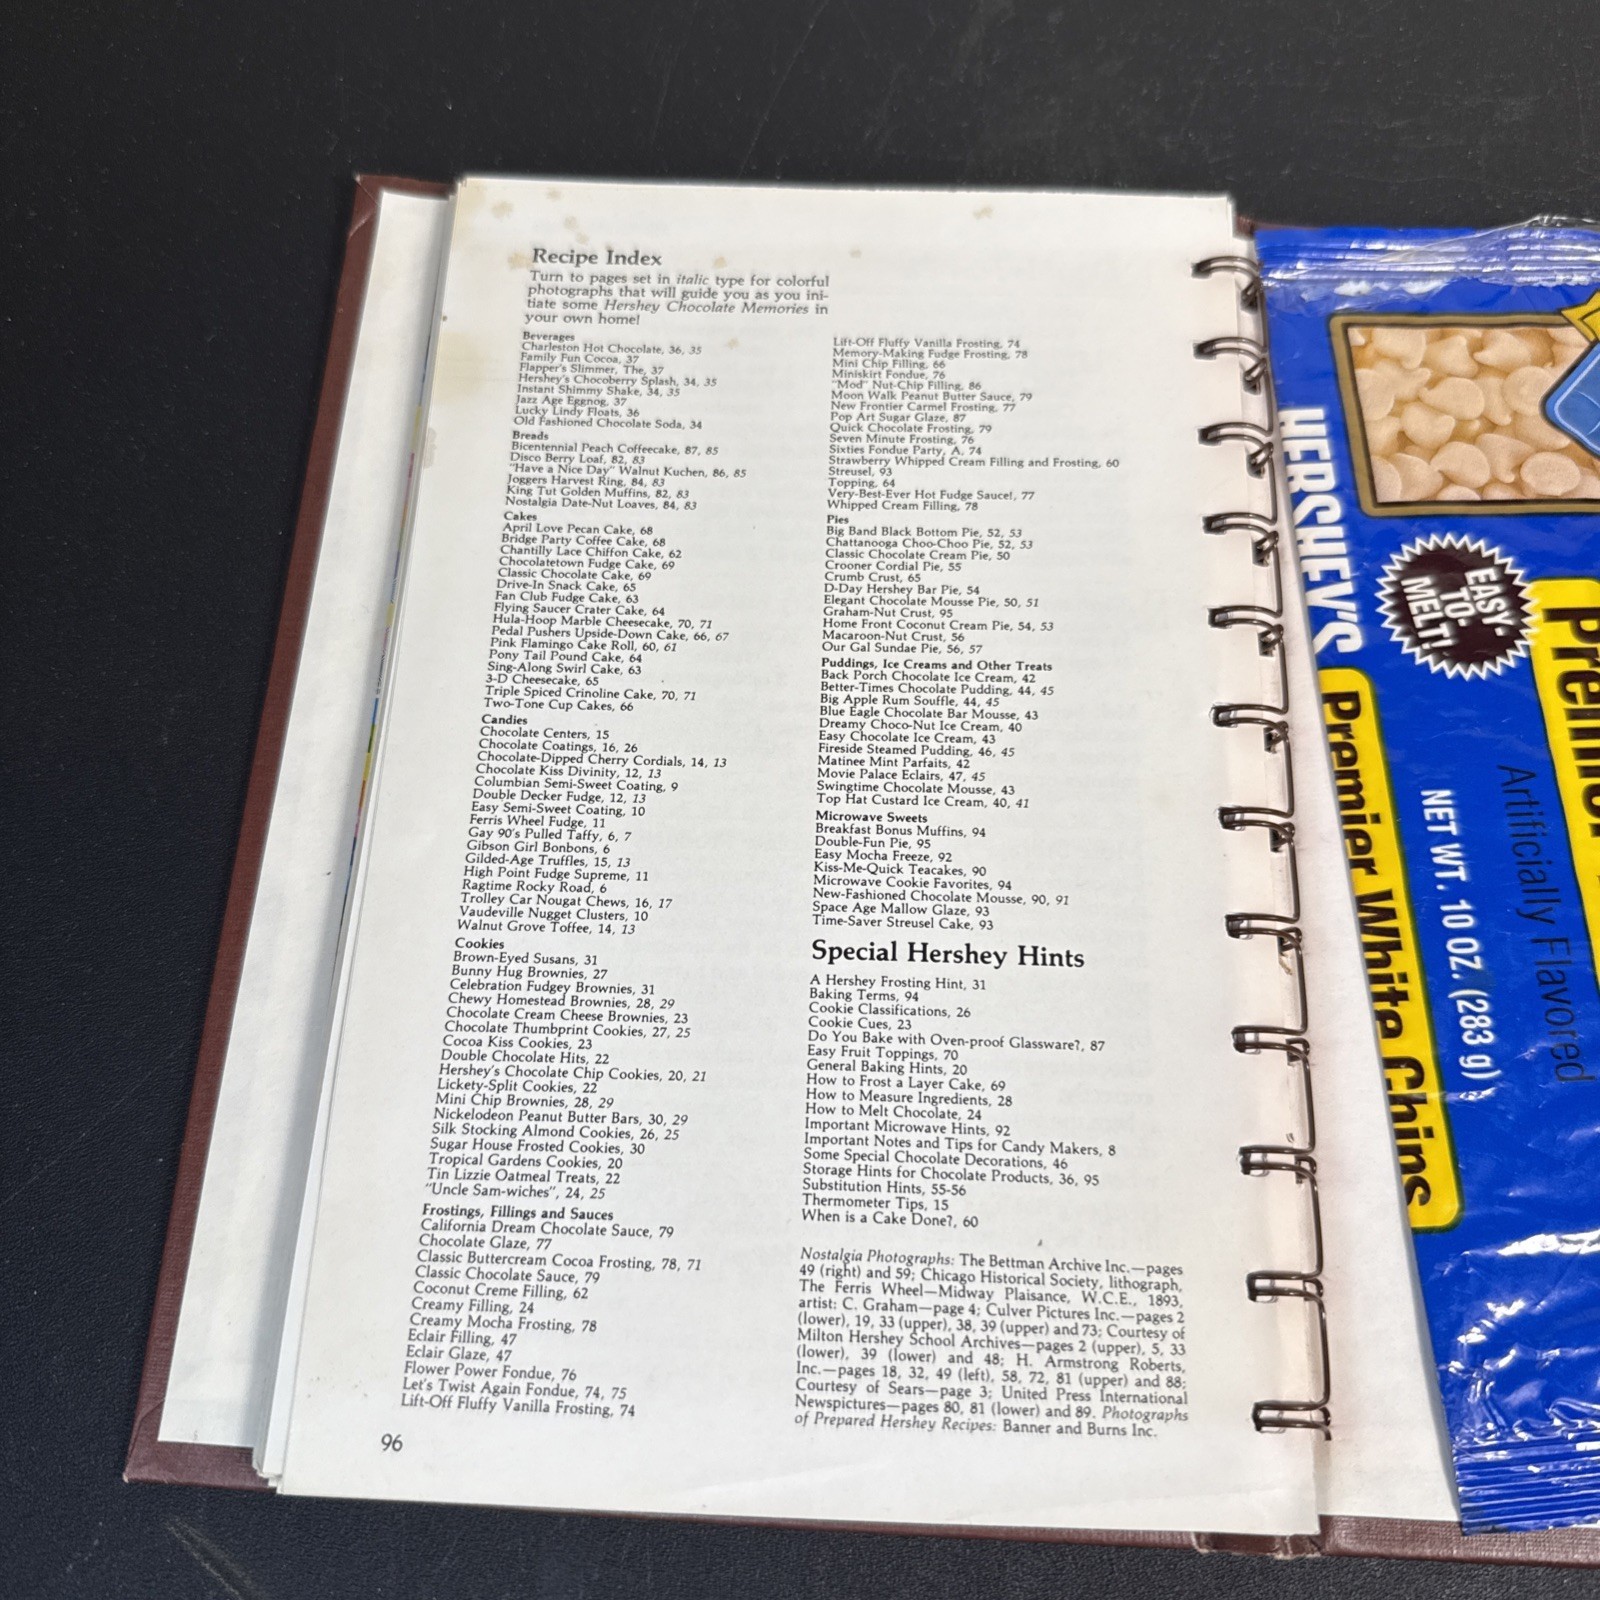 Recipe Index
Turn to pages set in italic type for colorful
photographs that will guide you as you ini-
tiate some Hershey Chocolate Memories in
your own home!
Beverages
Charleston Hot Chocolate, 36, 35
Family Fun Cocoa, 37
Flapper's Slimmer, The, 37
Hershey's Chocoberry Splash, 34, 35
Instant Shimmy Shake, 34, 35
Jazz Age Eggnog, 37
Lucky Lindy Floats, 36
Old Fashioned Chocolate Soda, 34
Breads
Bicentennial Peach Coffeecake, 87, 85
Disco Berry Loaf, 82, 83
"Have a Nice Day" Walnut Kuchen, 86, 85
Joggers Harvest Ring, 84, 83
King Tut Golden Muffins, 82, 83
Nostalgia Date-Nut Loaves, 84, 83
Cakes
April Love Pecan Cake, 68
Bridge Party Coffee Cake, 68
Chantilly Lace Chiffon Cake, 62
Chocolatetown Fudge Cake, 69
Classic Chocolate Cake, 69
Drive-In Snack Cake, 65
Fan Club Fudge Cake, 63
Flying Saucer Crater Cake, 64
Hula-Hoop Marble Cheesecake, 70, 71
Pedal Pushers Upside-Down Cake, 66, 67
Pink Flamingo Cake Roll, 60, 61
Pony Tail Pound Cake, 64
Sing-Along Swirl Cake, 63
3-D Cheesecake, 65
Triple Spiced Crinoline Cake, 70, 71
Two-Tone Cup Cakes, 66
Candies
Chocolate Centers, 15
Chocolate Coatings, 16, 26
Chocolate-Dipped Cherry Cordials, 14, 13
Chocolate Kiss Divinity, 12, 13
Columbian Semi-Sweet Coating, 9
Double Decker Fudge, 12, 13
Easy Semi-Sweet Coating, 10
Ferris Wheel Fudge, 11
Gay 90's Pulled Taffy, 6, 7
Gibson Girl Bonbons, 6
Gilded-Age Truffles, 15, 13
High Point Fudge Supreme, 11
Ragtime Rocky Road, 6
Trolley Car Nougat Chews, 16, 17
Vaudeville Nugget Clusters, 10
Walnut Grove Toffee, 14, 13
Cookies
Brown-Eyed Susans, 31
Bunny Hug Brownies, 27
Celebration Fudgey Brownies, 31
Chewy Homestead Brownies, 28, 29
Chocolate Cream Cheese Brownies, 23
Chocolate Thumbprint Cookies, 27, 25
Cocoa Kiss Cookies, 23
Double Chocolate Hits, 22
Hershey's Chocolate Chip Cookies, 20, 21
Lickety-Split Cookies, 22
Mini Chip Brownies, 28, 29
Nickelodeon Peanut Butter Bars, 30, 29
Silk Stocking Almond Cookies, 26, 25
Sugar House Frosted Cookies, 30
Tropical Gardens Cookies, 20
Tin Lizzie Oatmeal Treats, 22
"Uncle Sam-wiches", 24, 25
Frostings, Fillings and Sauces
California Dream Chocolate Sauce, 79
Chocolate Glaze, 77
Classic Buttercream Cocoa Frosting, 78, 71
Classic Chocolate Sauce, 79
Coconut Creme Filling, 62
Creamy Filling, 24
Creamy Mocha Frosting, 78
Eclair Filling, 47
Eclair Glaze, 47
Flower Power Fondue, 76
Let's Twist Again Fondue, 74, 75
Lift-Off Fluffy Vanilla Frosting, 74
96
Lift-Off Fluffy Vanilla Frosting, 74
Memory-Making Fudge Frosting, 78
Mini Chip Filling, 66
Miniskirt Fondue, 76
"Mod" Nut-Chip Filling, 86
Moon Walk Peanut Butter Sauce, 79
New Frontier Carmel Frosting, 77
Pop Art Sugar Glaze, 87
Quick Chocolate Frosting, 79
Seven Minute Frosting, 76
Sixties Fondue Party, A, 74
Strawberry Whipped Cream Filling and Frosting, 60
Streusel, 93
Topping, 64
Very-Best-Ever Hot Fudge Sauce!, 77
Whipped Cream Filling, 78
Pies
Big Band Black Bottom Pie, 52, 53
Chattanooga Choo-Choo Pie, 52, 53
Classic Chocolate Cream Pie, 50
Crooner Cordial Pie, 55
Crumb Crust, 65
D-Day Hershey Bar Pie, 54
Elegant Chocolate Mousse Pie, 50, 51
Graham-Nut Crust, 95
Home Front Coconut Cream Pie, 54, 53
Macaroon-Nut Crust, 56
Our Gal Sundae Pie, 56, 57
Puddings, Ice Creams and Other Treats
Back Porch Chocolate Ice Cream, 42
Better-Times Chocolate Pudding, 44, 45
Big Apple Rum Souffle, 44, 45
Blue Eagle Chocolate Bar Mousse, 43
Dreamy Choco-Nut Ice Cream, 40
Easy Chocolate Ice Cream, 43
Fireside Steamed Pudding, 46, 45
Matinee Mint Parfaits, 42
Movie Palace Eclairs, 47, 45
Swingtime Chocolate Mousse, 43
Top Hat Custard Ice Cream, 40, 41
Microwave Sweets
Breakfast Bonus Muffins, 94
Double-Fun Pie, 95
Easy Mocha Freeze, 92
Kiss-Me-Quick Teacakes, 90
Microwave Cookie Favorites, 94
New-Fashioned Chocolate Mousse, 90, 91
Space Age Mallow Glaze, 93
Time-Saver Streusel Cake, 93
Special Hershey Hints
A Hershey Frosting Hint, 31
Baking Terms, 94
Cookie Classifications, 26
Cookie Cues, 23
Do You Bake with Oven-proof Glassware?, 87
Easy Fruit Toppings, 70
General Baking Hints, 20
How to Frost a Layer Cake, 69
How to Measure Ingredients, 28
How to Melt Chocolate, 24
Important Microwave Hints, 92
Important Notes and Tips for Candy Makers, 8
Some Special Chocolate Decorations, 46
Storage Hints for Chocolate Products, 36, 95
Substitution Hints, 55-56
Thermometer Tips, 15
When is a Cake Done?, 60
Nostalgia Photographs: The Bettman Archive Inc.—pages
49 (right) and 59; Chicago Historical Society, lithograph,
The Ferris Wheel—Midway Plaisance, W.C.E., 1893,
artist: C. Graham—page 4; Culver Pictures Inc.—pages 2
(lower), 19, 33 (upper), 38, 39 (upper) and 73; Courtesy of
Milton Hershey School Archives—pages 2 (upper), 5, 33
(lower), 39 (lower) and 48; H. Armstrong Roberts,
Inc.—pages 18, 32, 49 (left), 58, 72, 81 (upper) and 88;
Courtesy of Sears—page 3; United Press International
Newspictures—pages 80, 81 (lower) and 89. Photographs
of Prepared Hershey Recipes: Banner and Burns Inc.
HERSHEY'S Premier White Chips
EASY-
TO-
MELT!
NET WT. 10 OZ. (283 g)
Artificially Flavored